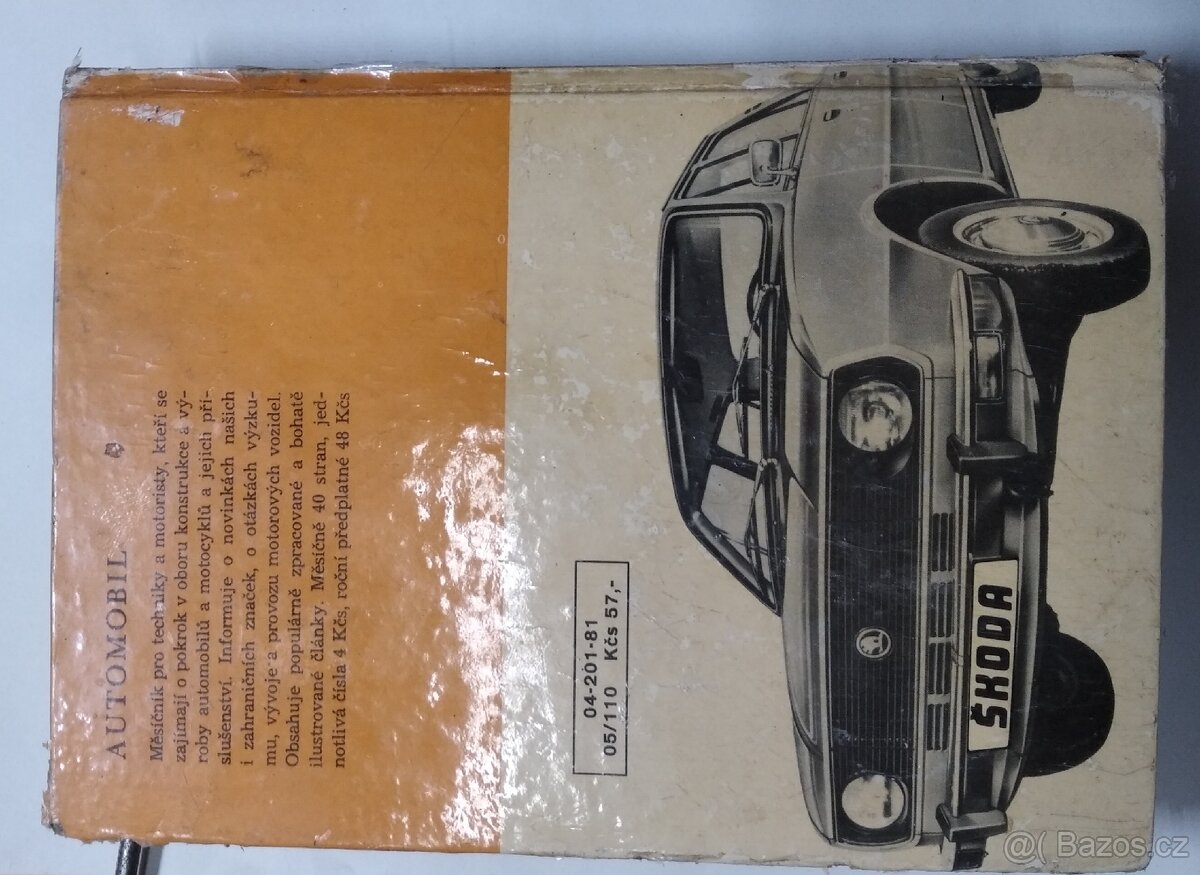 AUTOMOBIL
Měsíčník pro techniky a motoristy, kteří se
zajímají o pokrok v oboru konstrukce a vý-
roby automobilů a motocyklů a jejich pří-
slušenství. Informuje o novinkách našich
i zahraničních značek, o otázkách výzku-
mu, vývoje a provozu motorových vozidel.
Obsahuje populárně zpracované a bohatě
ilustrované články. Měsíčně 40 stran, jed-
notlivá čísla 4 Kčs, roční předplatné 48 Kčs
04-201-81
05/110 Kčs 57,-
ŠKODA
@( Bazos.cz